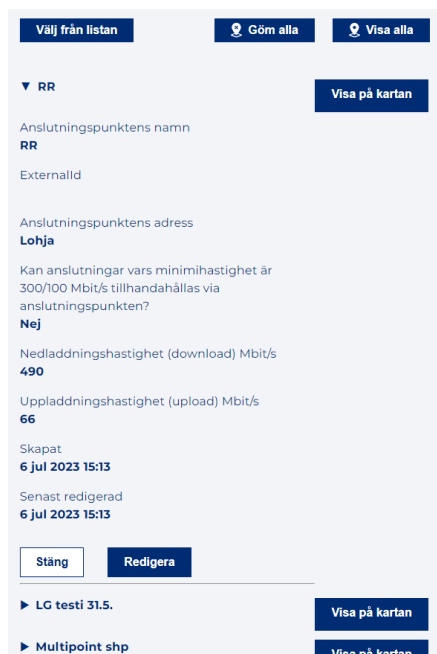 Välj från listan
Göm alla
Visa alla
▼ RR
Visa på kartan
Anslutningspunktens namn
RR
ExternalId
Anslutningspunktens adress
Lohja
Kan anslutningar vars minimihastighet är
300/100 Mbit/s tillhandahållas via
anslutningspunkten?
Nej
Nedladdningshastighet (download) Mbit/s
490
Uppladdningshastighet (upload) Mbit/s
66
Skapat
6 jul 2023 15:13
Senast redigerad
6 jul 2023 15:13
Stäng
Redigera
▶ LG testi 31.5.
Visa på kartan
▶ Multipoint shp
Visa på kartan